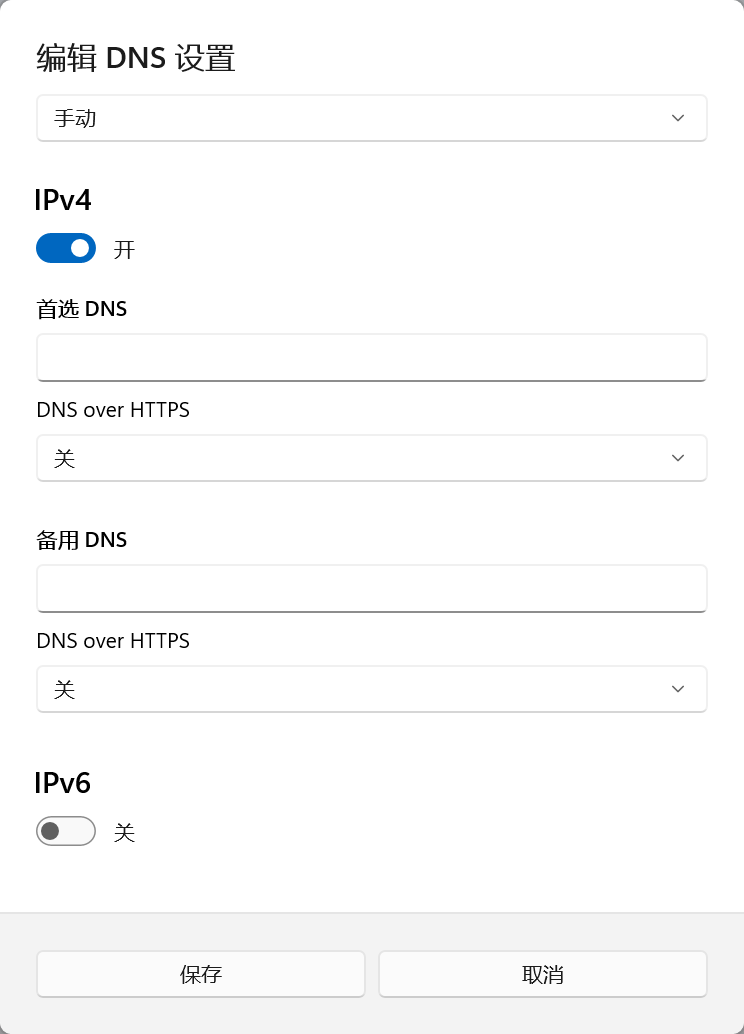 编辑 DNS 设置
手动
IPv4
开
首选 DNS
DNS over HTTPS
关
备用 DNS
DNS over HTTPS
关
IPv6
关
保存
取消